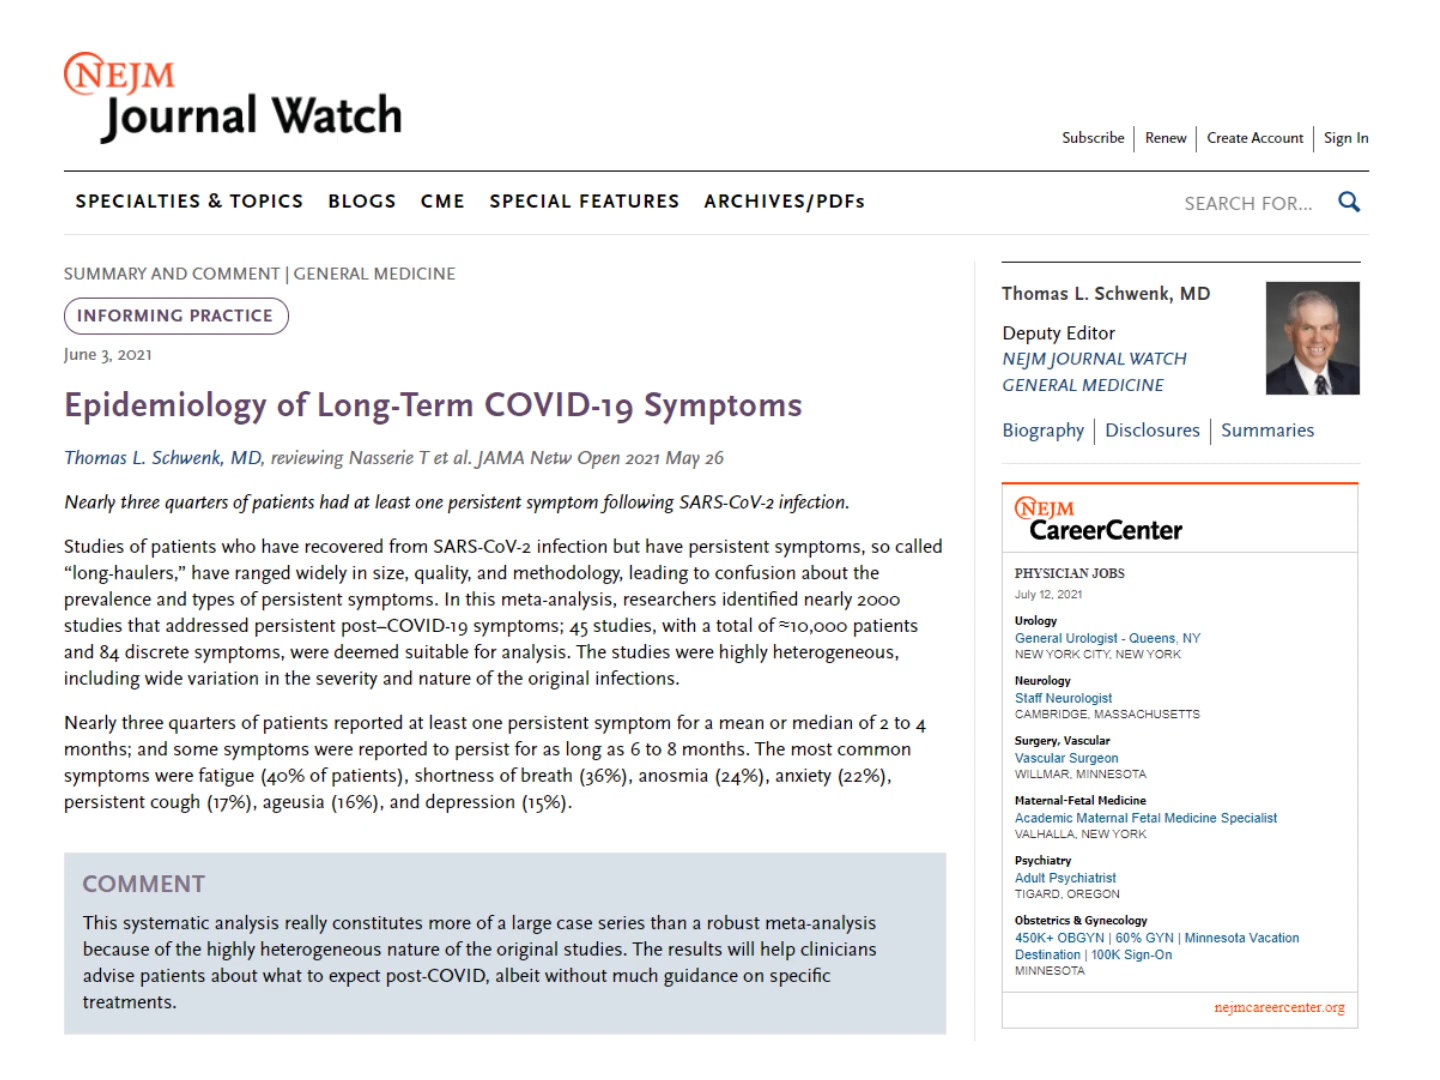 NEJM
Journal Watch
Subscribe
Renew
Create Account
Sign In
SPECIALTIES & TOPICS
BLOGS
CME
SPECIAL FEATURES
ARCHIVES/PDFs
SEARCH FOR...
SUMMARY AND COMMENT | GENERAL MEDICINE
INFORMING PRACTICE
June 3, 2021
Epidemiology of Long-Term COVID-19 Symptoms
Thomas L. Schwenk, MD, reviewing Nasserie T et al. JAMA Netw Open 2021 May 26
Nearly three quarters of patients had at least one persistent symptom following SARS-CoV-2 infection.
Studies of patients who have recovered from SARS-CoV-2 infection but have persistent symptoms, so called
“long-haulers,” have ranged widely in size, quality, and methodology, leading to confusion about the
prevalence and types of persistent symptoms. In this meta-analysis, researchers identified nearly 2000
studies that addressed persistent post–COVID-19 symptoms; 45 studies, with a total of ≈10,000 patients
and 84 discrete symptoms, were deemed suitable for analysis. The studies were highly heterogeneous,
including wide variation in the severity and nature of the original infections.
Nearly three quarters of patients reported at least one persistent symptom for a mean or median of 2 to 4
months; and some symptoms were reported to persist for as long as 6 to 8 months. The most common
symptoms were fatigue (40% of patients), shortness of breath (36%), anosmia (24%), anxiety (22%),
persistent cough (17%), ageusia (16%), and depression (15%).
COMMENT
This systematic analysis really constitutes more of a large case series than a robust meta-analysis
because of the highly heterogeneous nature of the original studies. The results will help clinicians
advise patients about what to expect post-COVID, albeit without much guidance on specific
treatments.
Thomas L. Schwenk, MD
Deputy Editor
NEJM JOURNAL WATCH
GENERAL MEDICINE
Biography
Disclosures
Summaries
NEJM
CareerCenter
PHYSICIAN JOBS
July 12, 2021
Urology
General Urologist - Queens, NY
NEW YORK CITY, NEW YORK
Neurology
Staff Neurologist
CAMBRIDGE, MASSACHUSETTS
Surgery, Vascular
Vascular Surgeon
WILLMAR, MINNESOTA
Maternal-Fetal Medicine
Academic Maternal Fetal Medicine Specialist
VALHALLA, NEW YORK
Psychiatry
Adult Psychiatrist
TIGARD, OREGON
Obstetrics & Gynecology
450K+ OBGYN | 60% GYN | Minnesota Vacation
Destination | 100K Sign-On
MINNESOTA
nejmcareercenter.org